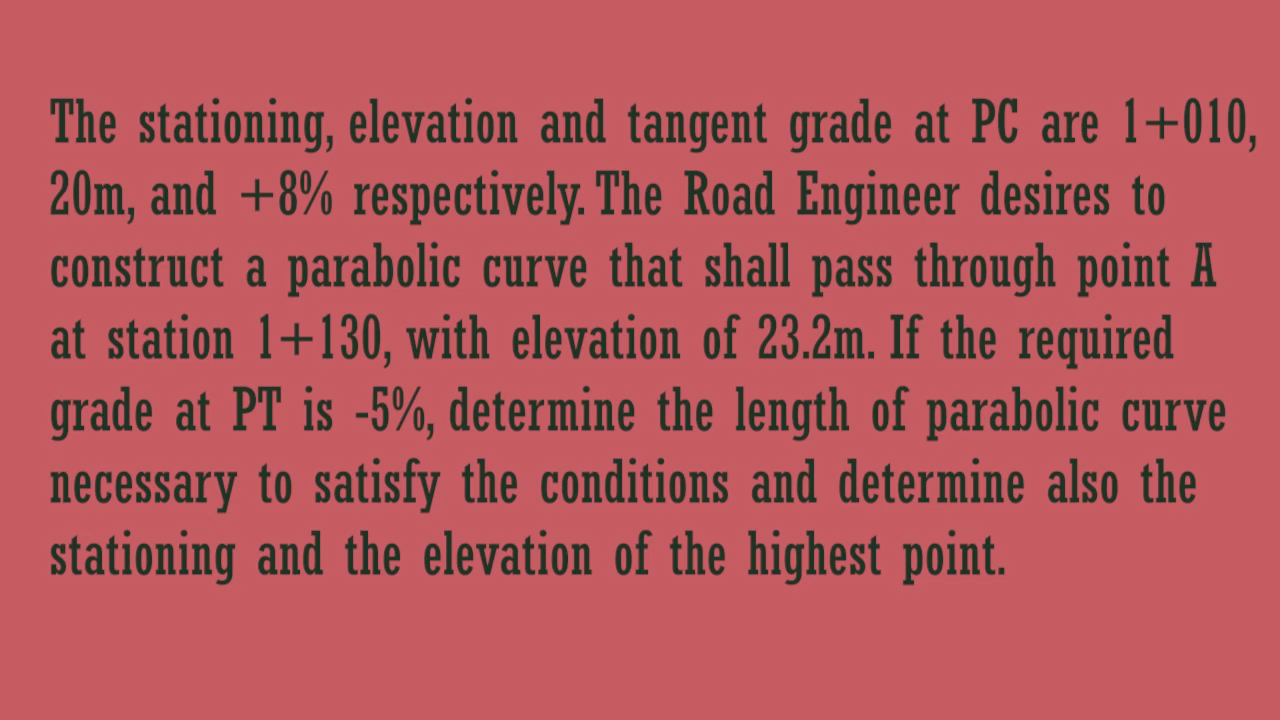 The stationing, elevation and tangent grade at PC are 1+010,
20m, and +8% respectively. The Road Engineer desires to
construct a parabolic curve that shall pass through point A
at station 1+130, with elevation of 23.2m. If the required
grade at PT is -5%, determine the length of parabolic curve
necessary to satisfy the conditions and determine also the
stationing and the elevation of the highest point.